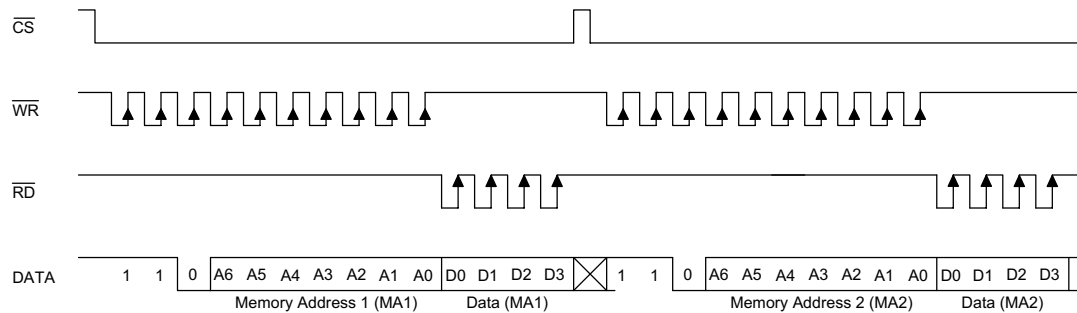 CS
WR
RD
DATA 1 1 0 A6 A5 A4 A3 A2 A1 A0 D0 D1 D2 D3 1 1 0 A6 A5 A4 A3 A2 A1 A0 D0 D1 D2 D3
Memory Address 1 (MA1) Data (MA1) Memory Address 2 (MA2) Data (MA2)